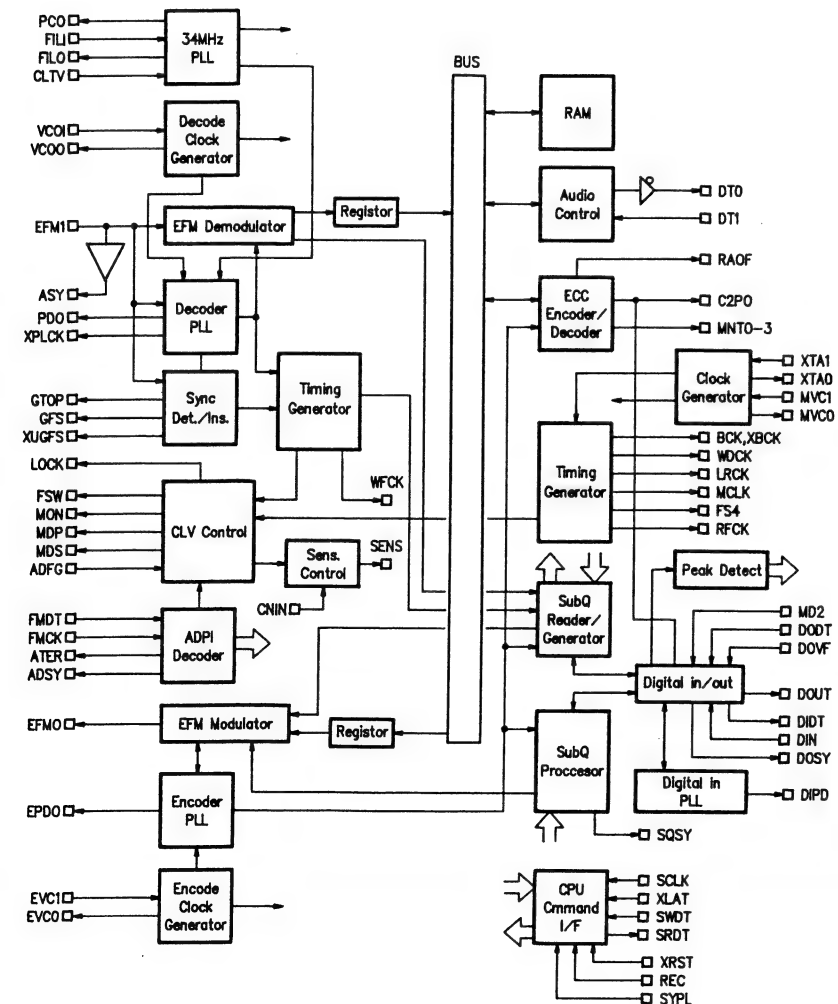 PCO
FILI
FILO
CLTV
34MHz
PLL
VCOI
VCOO
Decode
Clock
Generator
EFM1
EFM Demodulator
Registor
ASY
PDO
XPLCK
Decoder
PLL
GTOP
GFS
XUGFS
Sync
Det./Ins.
Timing
Generator
WFCK
LOCK
FSW
MON
MDP
MDS
ADFG
CLV Control
Sens.
Control
SENS
CNIN
FMDT
FMCK
ATER
ADSY
ADPI
Decoder
EFMO
EFM Modulator
Registor
EPDO
Encoder
PLL
EVC1
EVCO
Encode
Clock
Generator
BUS
RAM
Audio
Control
DTO
DT1
RAOF
ECC
Encoder/
Decoder
C2PO
MNTO-3
Clock
Generator
XTA1
XTAO
MVC1
MVCO
Timing
Generator
BCK,XBCK
WDCK
LRCK
MCLK
FS4
RFCK
Peak Detect
SubQ
Reader/
Generator
MD2
DODT
DOVF
Digital in/out
DOUT
DIDT
DIN
DOSY
SubQ
Proccesor
Digital in
PLL
DIPD
SQSY
CPU
Cmmand
I/F
SCLK
XLAT
SWDT
SRDT
XRST
REC
SYPL